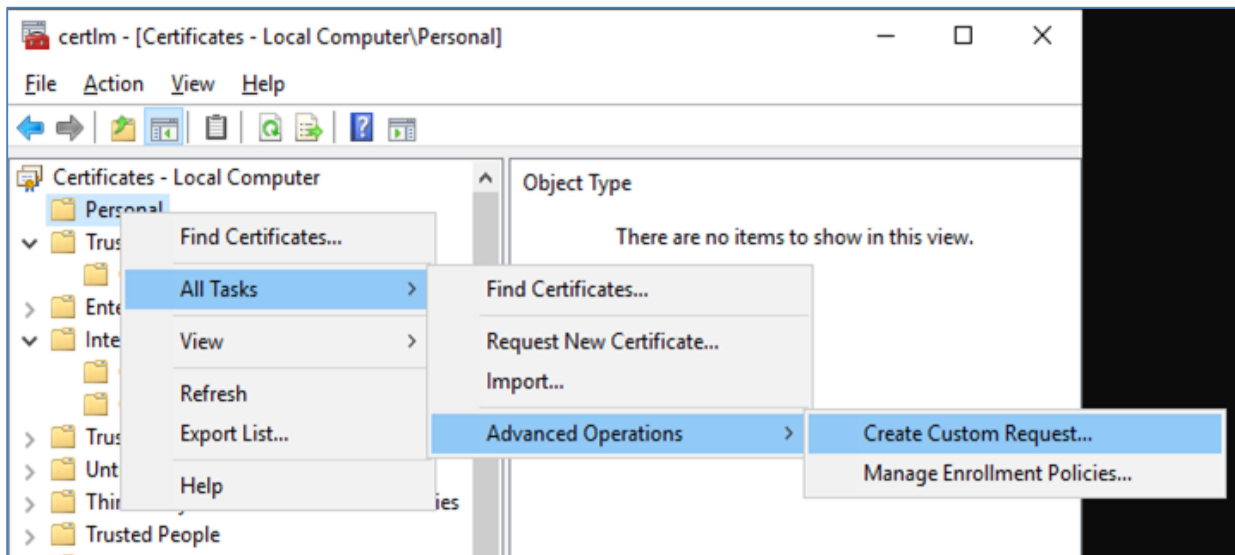 certlm - [Certificates - Local Computer\Personal]
File Action View Help
Certificates - Local Computer
Personal
Object Type
There are no items to show in this view.
Find Certificates...
All Tasks
View
Refresh
Export List...
Help
Find Certificates...
Request New Certificate...
Import...
Advanced Operations
Create Custom Request...
Manage Enrollment Policies...
Trusted People